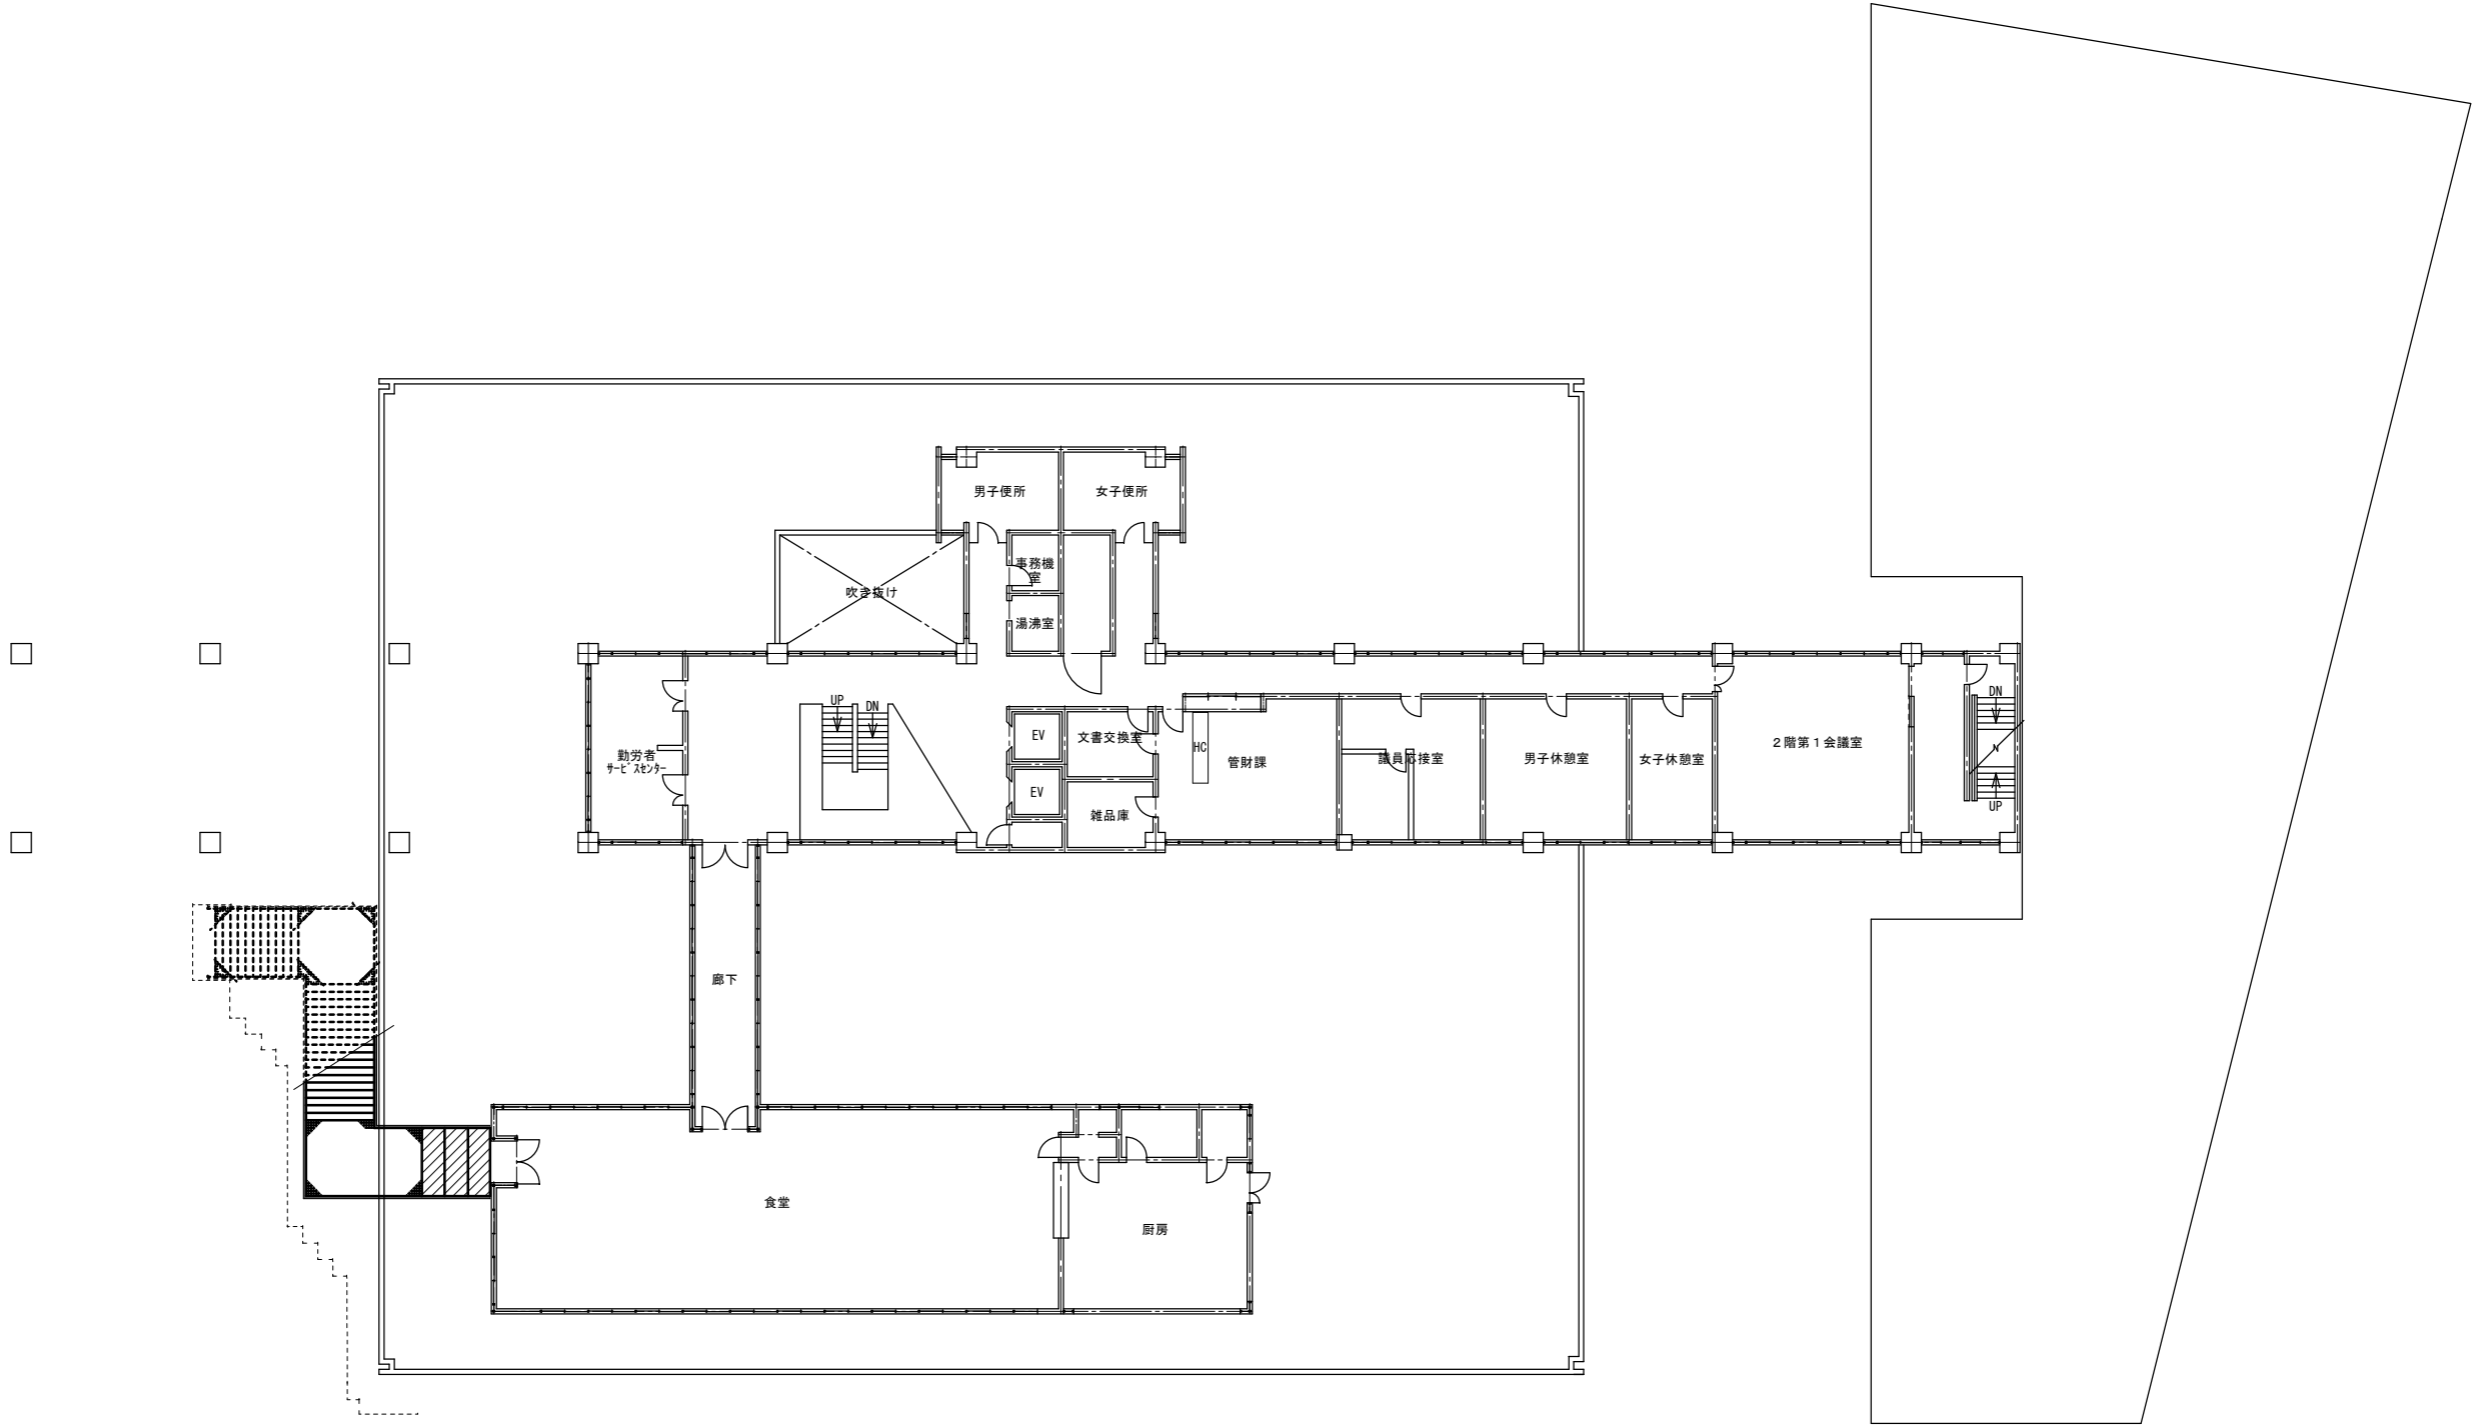 男子便所
女子便所
事務機
室
吹き抜け
湯沸室
UP
DN
EV
文書交換室
HC
管財課
議員応接室
男子休憩室
女子休憩室
２階第１会議室
DN
N
UP
勤労者
ｻｰﾋﾞｽｾﾝﾀｰ
EV
雑品庫
廊下
食堂
厨房